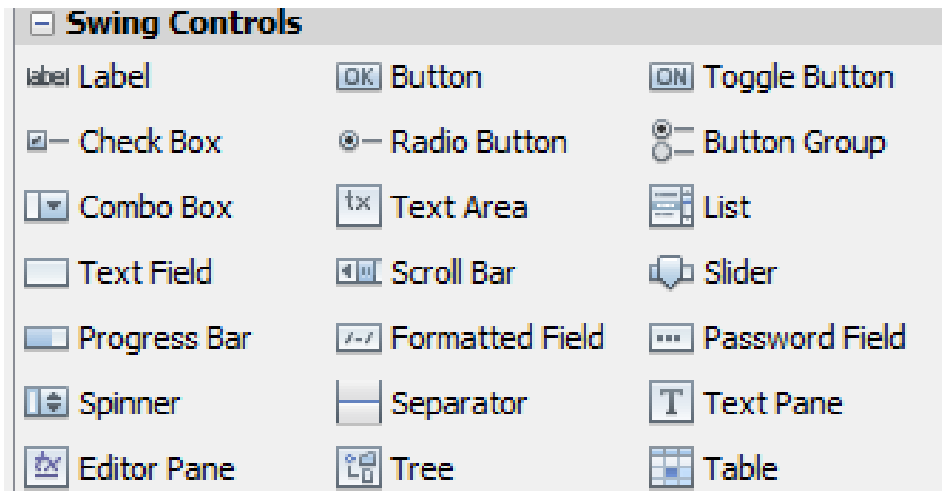 Swing Controls
label Label OK Button ON Toggle Button
Check Box Radio Button Button Group
Combo Box tx Text Area List
Text Field Scroll Bar Slider
Progress Bar Formatted Field Password Field
Spinner Separator T Text Pane
tx Editor Pane Tree Table